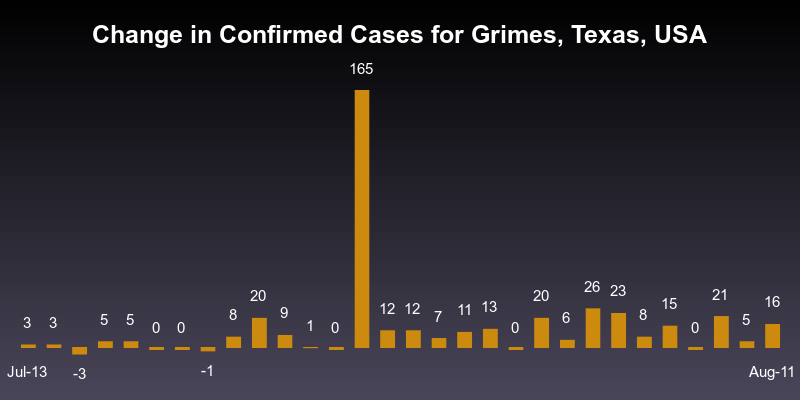 Change in Confirmed Cases for Grimes, Texas, USA
165
3 3 5 5 0 0 8 20 9 1 0 12 12 7 11 13 0 20 6 26 23 8 15 0 21 5 16
Jul-13 -3 -1 Aug-11